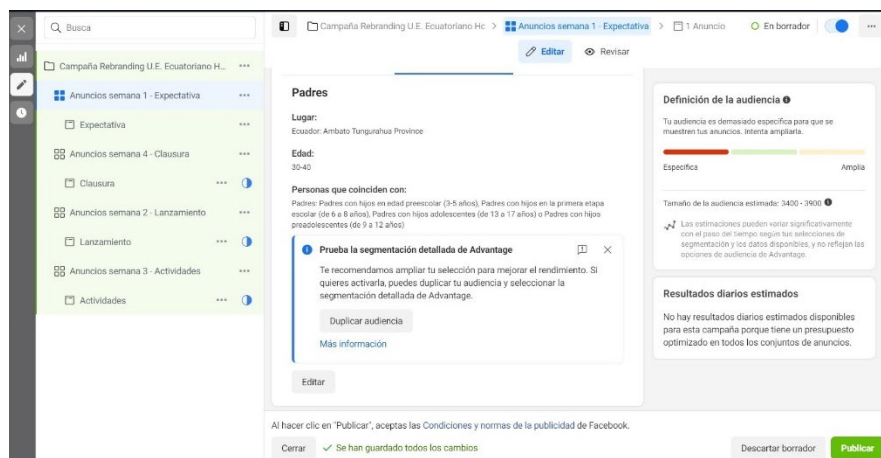 Busca
Campaña Rebranding U.E. Ecuatoriano H...
Anuncios semana 1 - Expectativa
Expectativa
Anuncios semana 4 - Clausura
Clausura
Anuncios semana 2 - Lanzamiento
Lanzamiento
Anuncios semana 3 - Actividades
Actividades
Campaña Rebranding U.E. Ecuatoriano Hc > Anuncios semana 1 - Expectativa > 1 Anuncio
En borrador
Editar
Revisar
Padres
Lugar:
Ecuador: Ambato Tungurahua Province
Edad:
30-40
Personas que coinciden con:
Padres: Padres con hijos en edad preescolar (3-5 años), Padres con hijos en la primera etapa
escolar (de 6 a 8 años), Padres con hijos adolescentes (de 13 a 17 años) o Padres con hijos
preadolescentes (de 9 a 12 años)
Prueba la segmentación detallada de Advantage
Te recomendamos ampliar tu selección para mejorar el rendimiento. Si
quieres activarla, puedes duplicar tu audiencia y seleccionar la
segmentación detallada de Advantage.
Duplicar audiencia
Más información
Editar
Definición de la audiencia
Tu audiencia es demasiado específica para que se
muestren tus anuncios. Intenta ampliarla.
Específica
Amplia
Tamaño de la audiencia estimada: 3400 - 3900
Las estimaciones pueden variar significativamente
con el paso del tiempo según tus selecciones de
segmentación y los datos disponibles, y no reflejan las
opciones de audiencia de Advantage.
Resultados diarios estimados
No hay resultados diarios estimados disponibles
para esta campaña porque tiene un presupuesto
optimizado en todos los conjuntos de anuncios.
Al hacer clic en "Publicar", aceptas las Condiciones y normas de la publicidad de Facebook.
Cerrar
Se han guardado todos los cambios
Descartar borrador
Publicar